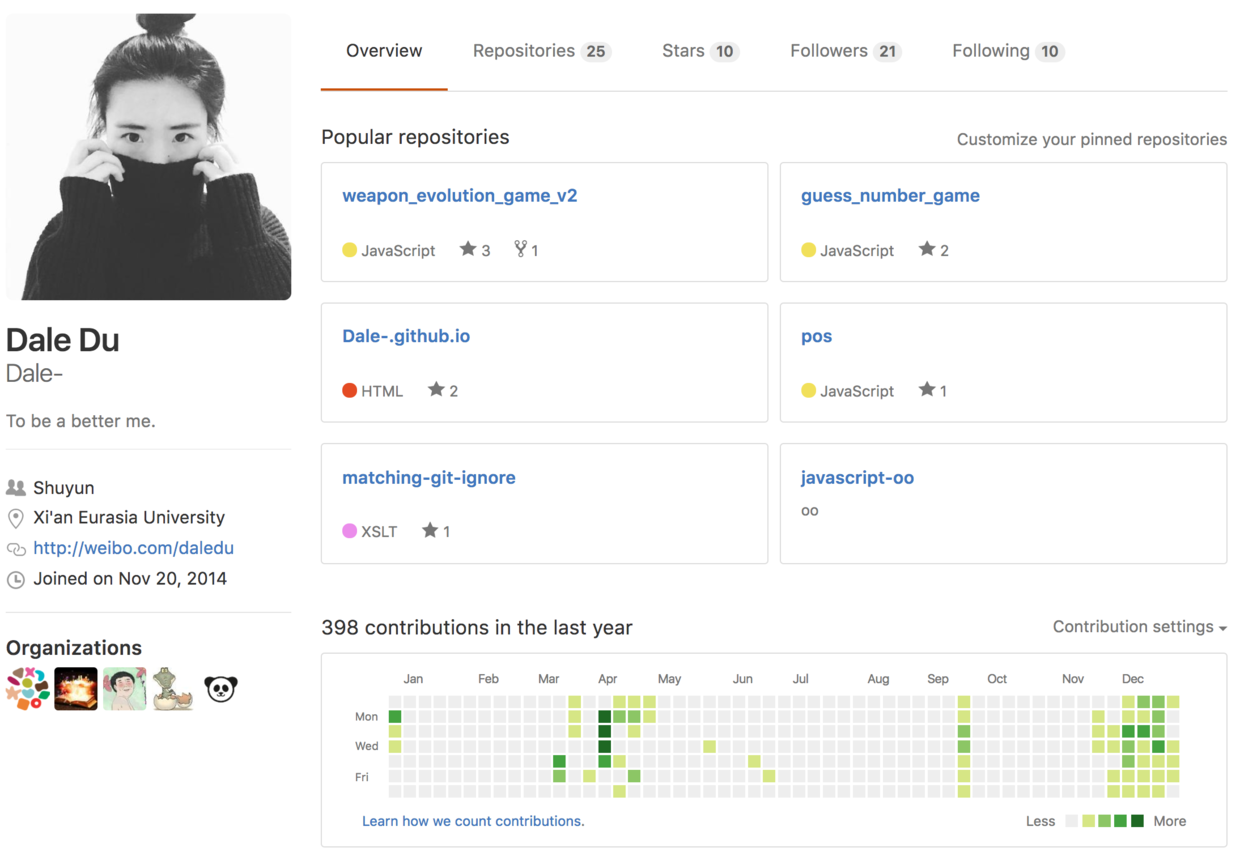 Overview Repositories 25 Stars 10 Followers 21 Following 10
Popular repositories
Customize your pinned repositories
weapon_evolution_game_v2
JavaScript 3 1
guess_number_game
JavaScript 2
Dale-.github.io
HTML 2
pos
JavaScript 1
matching-git-ignore
XSLT 1
javascript-oo
oo
Dale Du
Dale-
To be a better me.
Shuyun
Xi'an Eurasia University
http://weibo.com/daledu
Joined on Nov 20, 2014
Organizations
398 contributions in the last year
Contribution settings
Jan Feb Mar Apr May Jun Jul Aug Sep Oct Nov Dec
Mon
Wed
Fri
Learn how we count contributions.
Less More